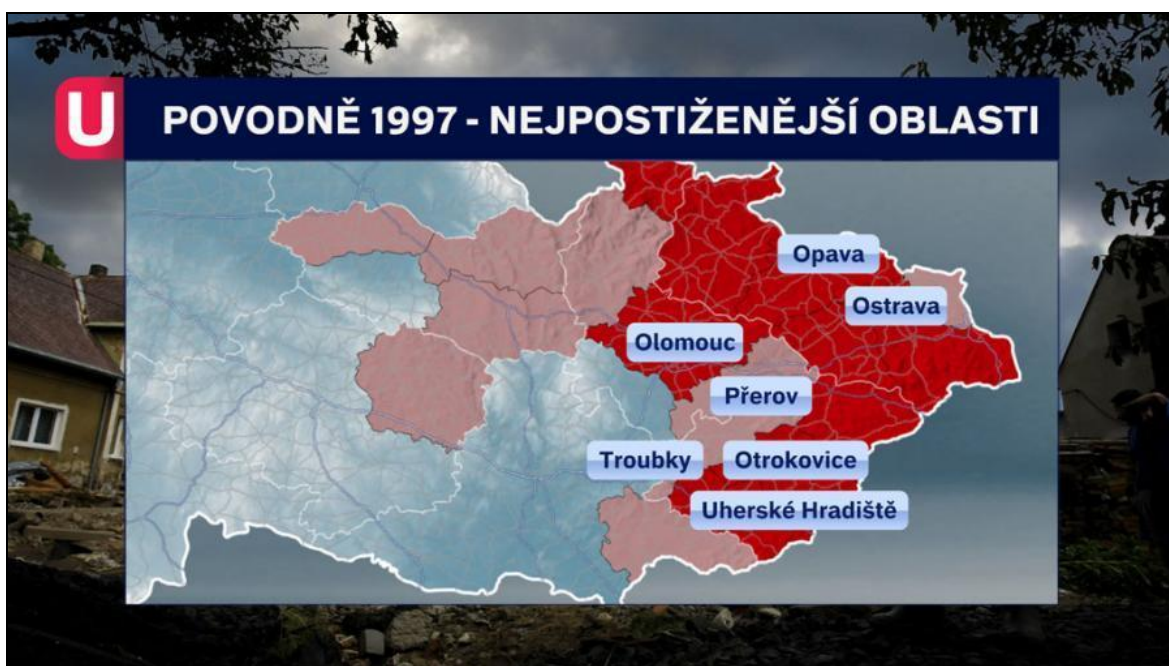 U
POVODNĚ 1997 - NEJPOSTIŽENĚJŠÍ OBLASTI
Opava
Ostrava
Olomouc
Přerov
Troubky
Otrokovice
Uherské Hradiště